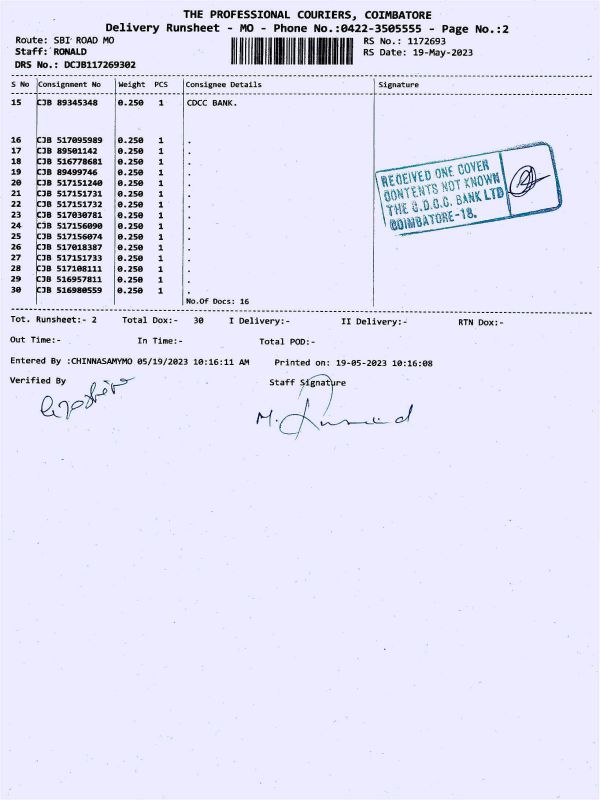 THE PROFESSIONAL COURIERS, COIMBATORE
Delivery Runsheet - MO - Phone No.:0422-3505555 - Page No.:2
Route: SBI ROAD MO RS No.: 1172693
Staff: RONALD RS Date: 19-May-2023
DRS No.: DCJB117269302
S No Consignment No Weight PCS Consignee Details Signature
15 CJB 89345348 0.250 1 CDCC BANK.
16 CJB 517095989 0.250 1 .
17 CJB 89501142 0.250 1 .
18 CJB 516778681 0.250 1 .
19 CJB 89499746 0.250 1 .
20 CJB 517151240 0.250 1 .
21 CJB 517151731 0.250 1 .
22 CJB 517151732 0.250 1 .
23 CJB 517030781 0.250 1 .
24 CJB 517156090 0.250 1 .
25 CJB 517156074 0.250 1 .
26 CJB 517018387 0.250 1 .
27 CJB 517151733 0.250 1 .
28 CJB 517108111 0.250 1 .
29 CJB 516957811 0.250 1 .
30 CJB 516980559 0.250 1 .
RECEIVED ONE COVER
CONTENTS NOT KNOWN
THE C.D.C.C. BANK LTD
COIMBATORE-18.
No.Of Docs: 16
Tot. Runsheet:- 2 Total Dox:- 30 I Delivery:- II Delivery:- RTN Dox:-
Out Time:- In Time:- Total POD:-
Entered By :CHINNASAMYMO 05/19/2023 10:16:11 AM Printed on: 19-05-2023 10:16:08
Verified By Staff Signature